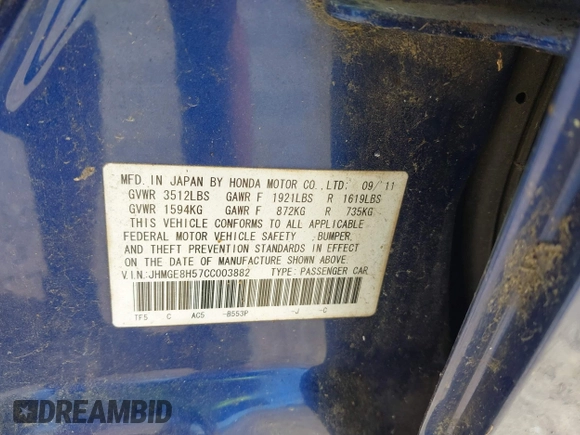 MFD. IN JAPAN BY HONDA MOTOR CO., LTD. 09/11
GVWR 3512LBS GAWR F 1921LBS R 1619LBS
GVWR 1594KG GAWR F 872KG R 735KG
THIS VEHICLE CONFORMS TO ALL APPLICABLE
FEDERAL MOTOR VEHICLE SAFETY, BUMPER,
AND THEFT PREVENTION STANDARDS IN EFFECT
ON THE DATE OF MANUFACTURE SHOWN ABOVE.
V.I.N.:JHMGE8H57CC003882 TYPE: PASSENGER CAR
TF5 C AC5 -B553P -J -C
DREAMBID